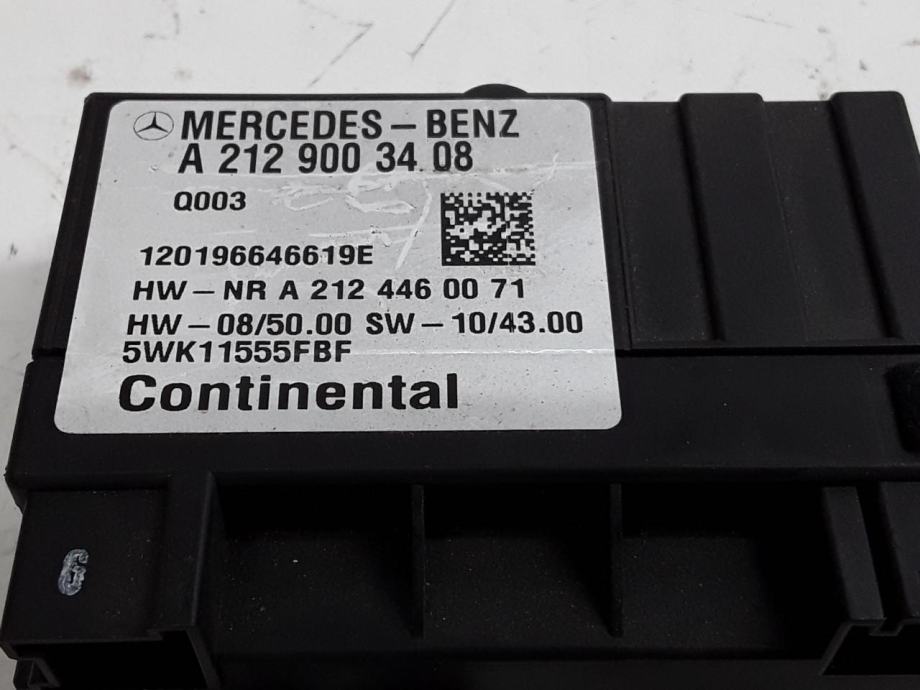 MERCEDES-BENZ
A 212 900 34 08
Q003
120196646619E
HW-NR A 212 446 00 71
HW-08/50.00 SW-10/43.00
5WK11555FBF
Continental